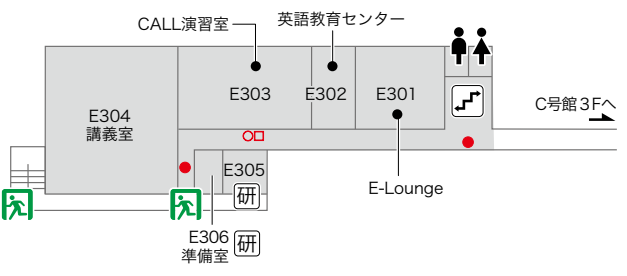 CALL演習室
英語教育センター
E304
講義室
E303
E302
E301
C号館3Fへ
E305
研
E-Lounge
E306
準備室
研